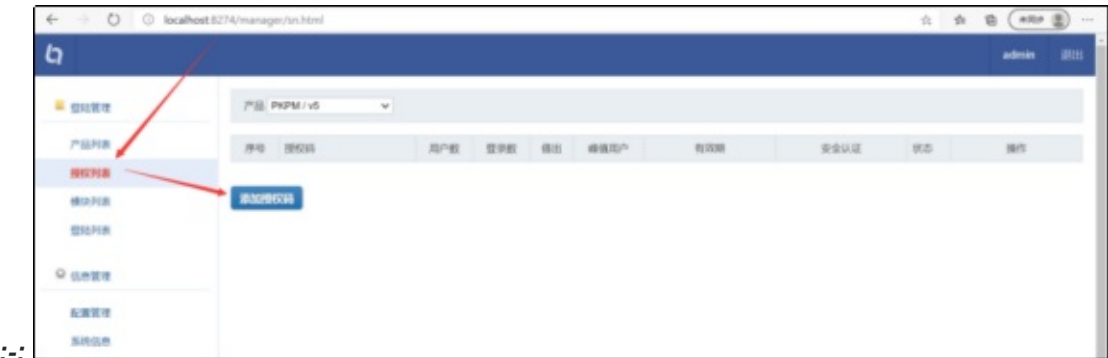 localhost:8274/manager/sn.html
未同步
admin 退出
登陆管理
产品 PKPM / v5
产品列表
序号 授权码 用户数 登录数 借出 峰值用户 有效期 安全认证 状态 操作
授权列表
添加授权码
模块列表
登陆列表
信息管理
配置管理
系统信息
:-: